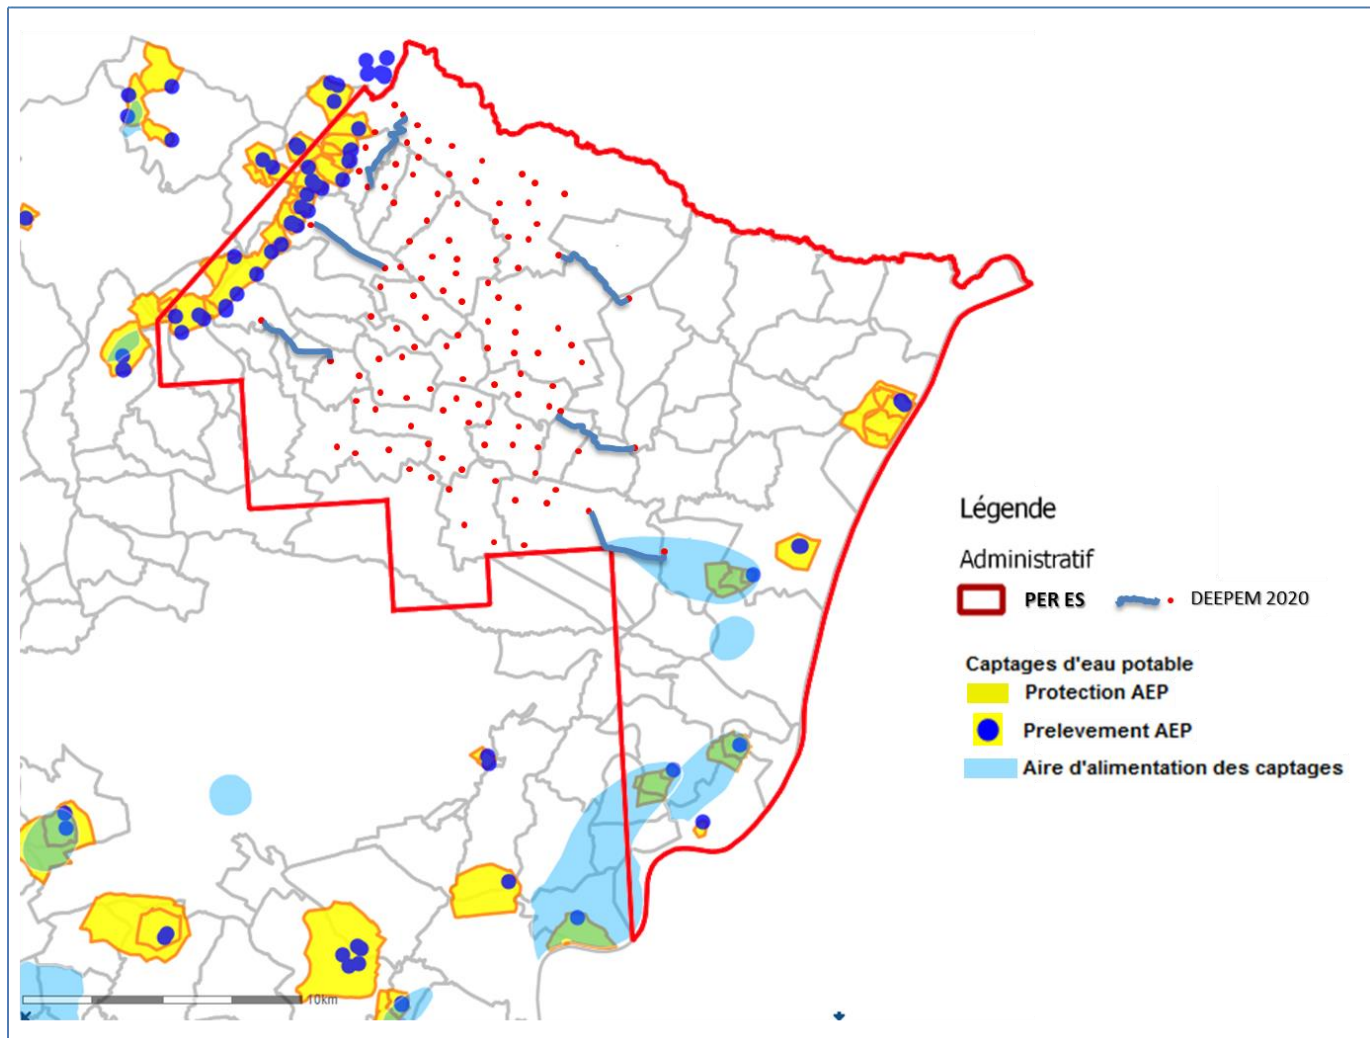 Légende
Administratif
PER ES DEEPEM 2020
Captages d'eau potable
Protection AEP
Prelevement AEP
Aire d'alimentation des captages
10km